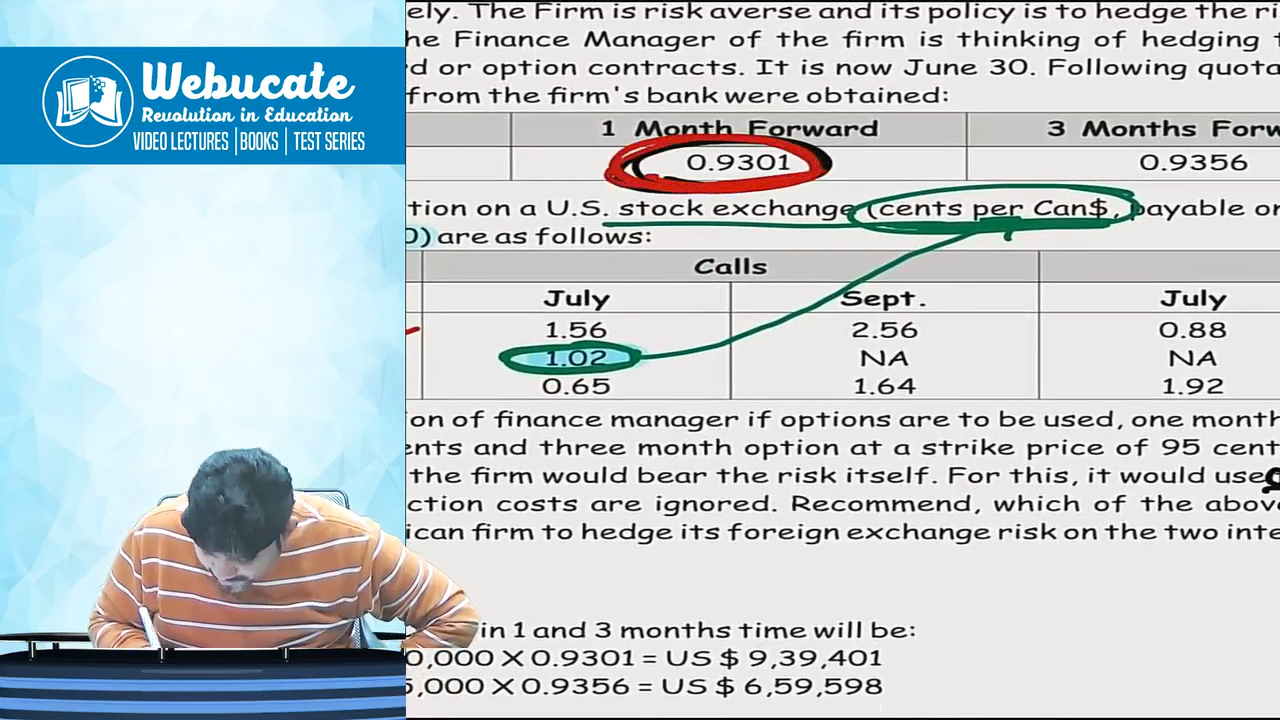 Webucate
Revolution in Education
VIDEO LECTURES | BOOKS | TEST SERIES
ely. The Firm is risk averse and its policy is to hedge the ri
he Finance Manager of the firm is thinking of hedging
d or option contracts. It is now June 30. Following quota
from the firm's bank were obtained:
1 Month Forward 3 Months Forw
0.9301 0.9356
tion on a U.S. stock exchange (cents per Can$, payable on
0) are as follows:
Calls
July Sept. July
1.56 2.56 0.88
1.02 NA NA
0.65 1.64 1.92
on of finance manager if options are to be used, one month
ents and three month option at a strike price of 95 cent
the firm would bear the risk itself. For this, it would use
ction costs are ignored. Recommend, which of the above
ican firm to hedge its foreign exchange risk on the two inte
in 1 and 3 months time will be:
0,000 X 0.9301 = US $ 9,39,401
5,000 X 0.9356 = US $ 6,59,598